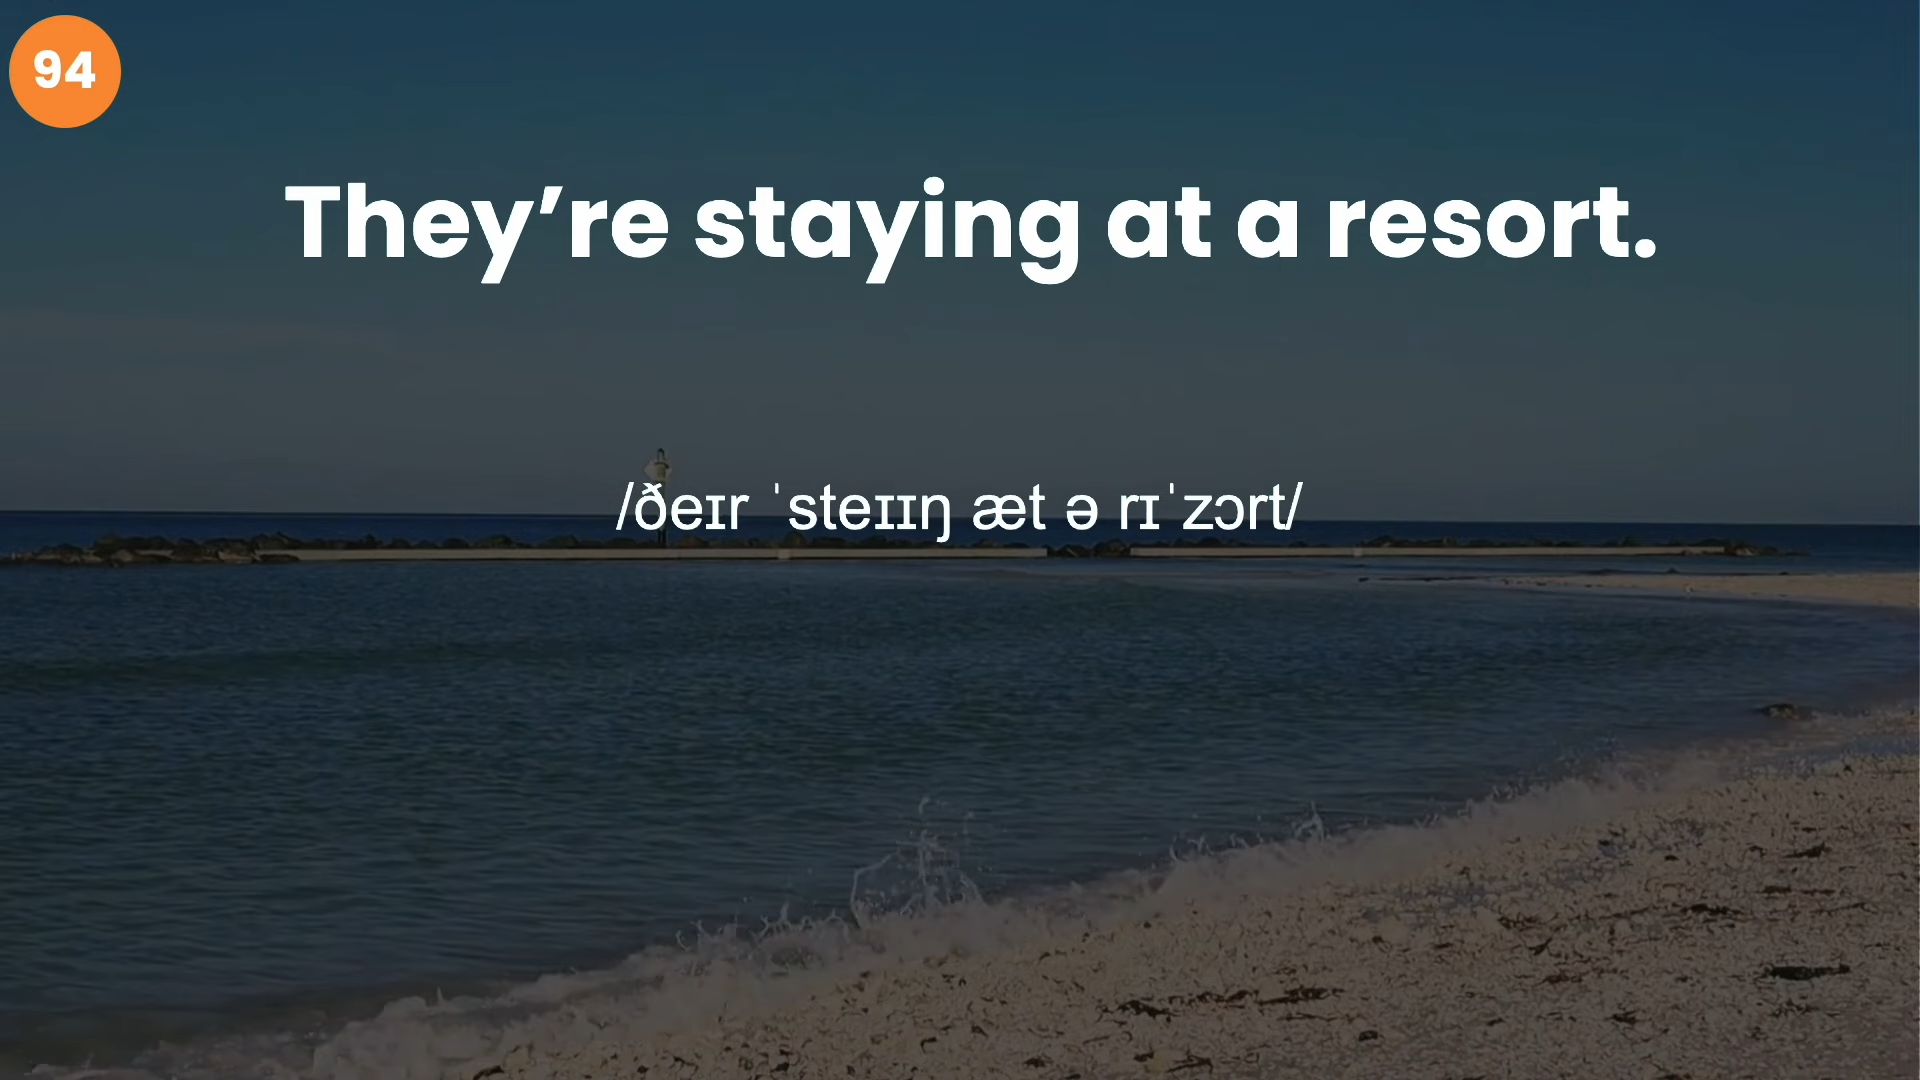 94
They’re staying at a resort.
/ðeɪr ˈsteɪɪŋ æt ə rɪˈzɔrt/